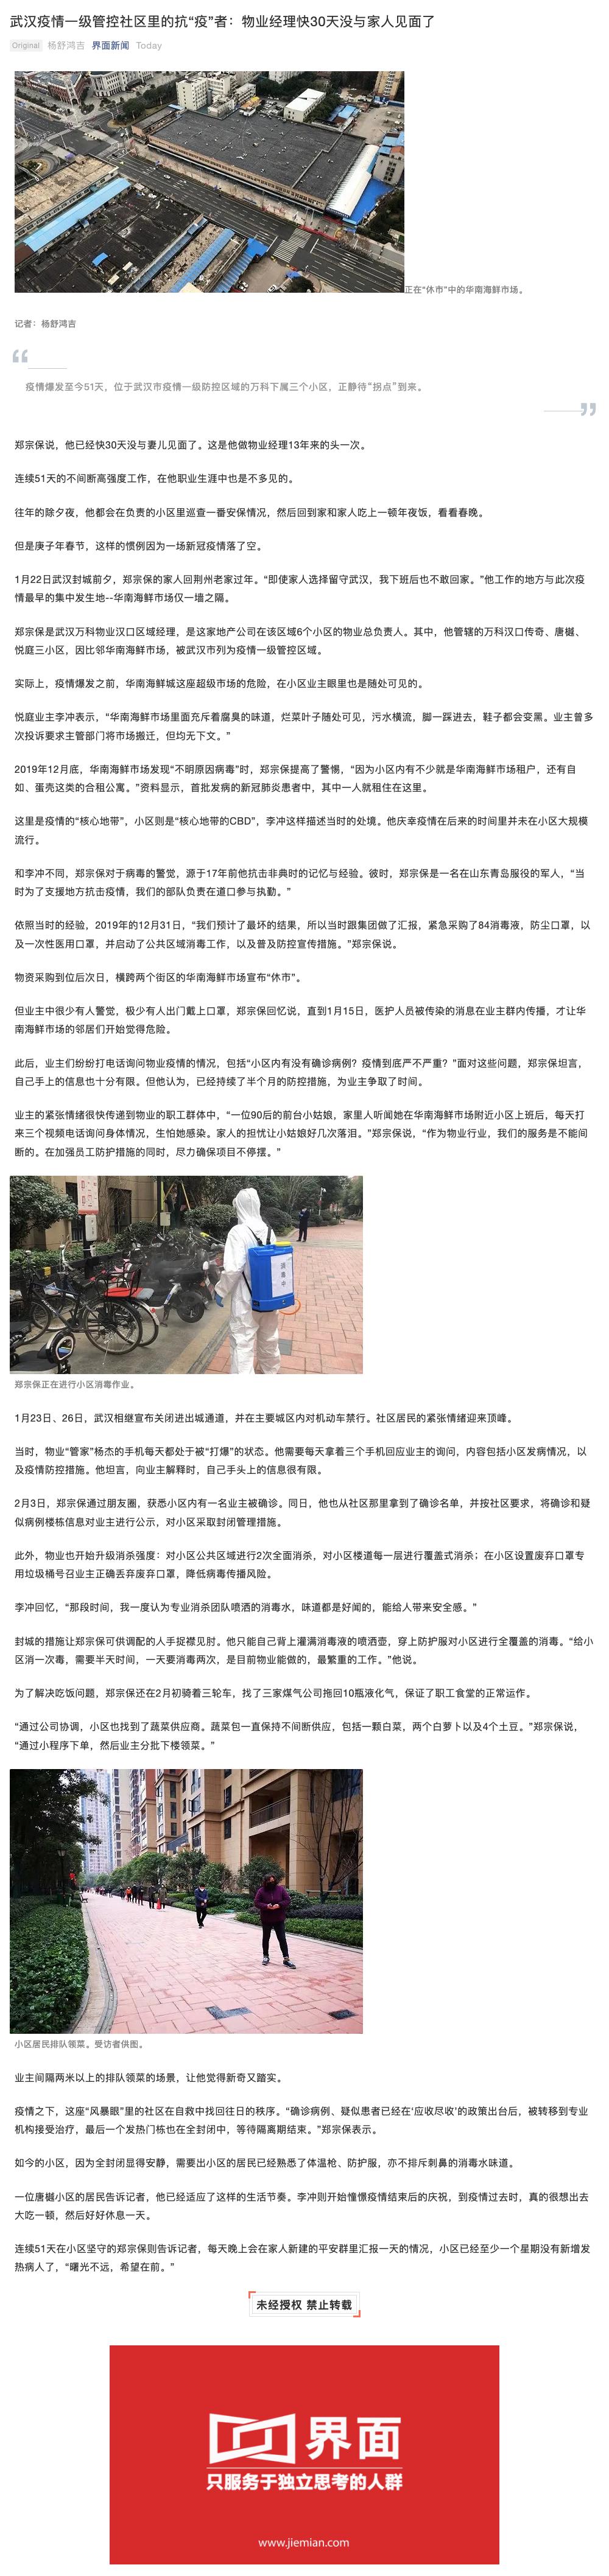 武汉疫情一级管控社区里的抗“疫”者：物业经理快30天没与家人见面了
Original 杨舒鸿吉 界面新闻 Today
正在“休市”中的华南海鲜市场。
记者：杨舒鸿吉
疫情爆发至今51天，位于武汉市疫情一级防控区域的万科下属三个小区，正静待“拐点”到来。
郑宗保说，他已经快30天没与妻儿见面了。这是他做物业经理13年来的头一次。
连续51天的不间断高强度工作，在他职业生涯中也是不多见的。
往年的除夕夜，他都会在负责的小区里巡查一番安保情况，然后回到家和家人吃上一顿年夜饭，看看春晚。
但是庚子年春节，这样的惯例因为一场新冠疫情落了空。
1月22日武汉封城前夕，郑宗保的家人回荆州老家过年。“即使家人选择留守武汉，我下班后也不敢回家。”他工作的地方与此次疫
情最早的集中发生地--华南海鲜市场仅一墙之隔。
郑宗保是武汉万科物业汉口区域经理，是这家地产公司在该区域6个小区的物业总负责人。其中，他管辖的万科汉口传奇、唐樾、
悦庭三小区，因比邻华南海鲜市场，被武汉市列为疫情一级管控区域。
实际上，疫情爆发之前，华南海鲜城这座超级市场的危险，在小区业主眼里也是随处可见的。
悦庭业主李冲表示，“华南海鲜市场里面充斥着腐臭的味道，烂菜叶子随处可见，污水横流，脚一踩进去，鞋子都会变黑。业主曾多
次投诉要求主管部门将市场搬迁，但均无下文。”
2019年12月底，华南海鲜市场发现“不明原因病毒”时，郑宗保提高了警惕，“因为小区内有不少就是华南海鲜市场租户，还有自
如、蛋壳这类的合租公寓。”资料显示，首批发病的新冠肺炎患者中，其中一人就租住在这里。
这里是疫情的“核心地带”，小区则是“核心地带的CBD”，李冲这样描述当时的处境。他庆幸疫情在后来的时间里并未在小区大规模
流行。
和李冲不同，郑宗保对于病毒的警觉，源于17年前他抗击非典时的记忆与经验。彼时，郑宗保是一名在山东青岛服役的军人，“当
时为了支援地方抗击疫情，我们的部队负责在道口参与执勤。”
依照当时的经验，2019年的12月31日，“我们预计了最坏的结果，所以当时跟集团做了汇报，紧急采购了84消毒液，防尘口罩，以
及一次性医用口罩，并启动了公共区域消毒工作，以及普及防控宣传措施。”郑宗保说。
物资采购到位后次日，横跨两个街区的华南海鲜市场宣布“休市”。
但业主中很少有人警觉，极少有人出门戴上口罩，郑宗保回忆说，直到1月15日，医护人员被传染的消息在业主群内传播，才让华
南海鲜市场的邻居们开始觉得危险。
此后，业主们纷纷打电话询问物业疫情的情况，包括“小区内有没有确诊病例？疫情到底严不严重？”面对这些问题，郑宗保坦言，
自己手上的信息也十分有限。但他认为，已经持续了半个月的防控措施，为业主争取了时间。
业主的紧张情绪很快传递到物业的职工群体中，“一位90后的前台小姑娘，家里人听闻她在华南海鲜市场附近小区上班后，每天打
来三个视频电话询问身体情况，生怕她感染。家人的担忧让小姑娘好几次落泪。”郑宗保说，“作为物业行业，我们的服务是不能间
断的。在加强员工防护措施的同时，尽力确保项目不停摆。”
消毒中
郑宗保正在进行小区消毒作业。
1月23日、26日，武汉相继宣布关闭进出城通道，并在主要城区内对机动车禁行。社区居民的紧张情绪迎来顶峰。
当时，物业“管家”杨杰的手机每天都处于被“打爆”的状态。他需要每天拿着三个手机回应业主的询问，内容包括小区发病情况，以
及疫情防控措施。他坦言，向业主解释时，自己手头上的信息很有限。
2月3日，郑宗保通过朋友圈，获悉小区内有一名业主被确诊。同日，他也从社区那里拿到了确诊名单，并按社区要求，将确诊和疑
似病例楼栋信息对业主进行公示，对小区采取封闭管理措施。
此外，物业也开始升级消杀强度：对小区公共区域进行2次全面消杀，对小区楼道每一层进行覆盖式消杀；在小区设置废弃口罩专
用垃圾桶号召业主正确丢弃废弃口罩，降低病毒传播风险。
李冲回忆，“那段时间，我一度认为专业消杀团队喷洒的消毒水，味道都是好闻的，能给人带来安全感。”
封城的措施让郑宗保可供调配的人手捉襟见肘。他只能自己背上灌满消毒液的喷洒壶，穿上防护服对小区进行全覆盖的消毒。“给小
区消一次毒，需要半天时间，一天要消毒两次，是目前物业能做的，最繁重的工作。”他说。
为了解决吃饭问题，郑宗保还在2月初骑着三轮车，找了三家煤气公司拖回10瓶液化气，保证了职工食堂的正常运作。
“通过公司协调，小区也找到了蔬菜供应商。蔬菜包一直保持不间断供应，包括一颗白菜，两个白萝卜以及4个土豆。”郑宗保说，
“通过小程序下单，然后业主分批下楼领菜。”
小区居民排队领菜。受访者供图。
业主间隔两米以上的排队领菜的场景，让他觉得新奇又踏实。
疫情之下，这座“风暴眼”里的社区在自救中找回往日的秩序。“确诊病例、疑似患者已经在‘应收尽收’的政策出台后，被转移到专业
机构接受治疗，最后一个发热门栋也在全封闭中，等待隔离期结束。”郑宗保表示。
如今的小区，因为全封闭显得安静，需要出小区的居民已经熟悉了体温枪、防护服，亦不排斥刺鼻的消毒水味道。
一位唐樾小区的居民告诉记者，他已经适应了这样的生活节奏。李冲则开始憧憬疫情结束后的庆祝，到疫情过去时，真的很想出去
大吃一顿，然后好好休息一天。
连续51天在小区坚守的郑宗保则告诉记者，每天晚上会在家人新建的平安群里汇报一天的情况，小区已经至少一个星期没有新增发
热病人了，“曙光不远，希望在前。”
未经授权 禁止转载
界面
只服务于独立思考的人群
www.jiemian.com